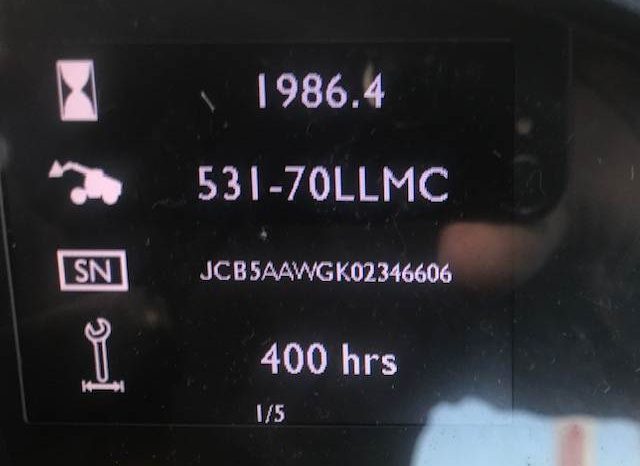 1986.4
531-70LLMC
SN JCB5AAWGK02346606
400 hrs
1/5